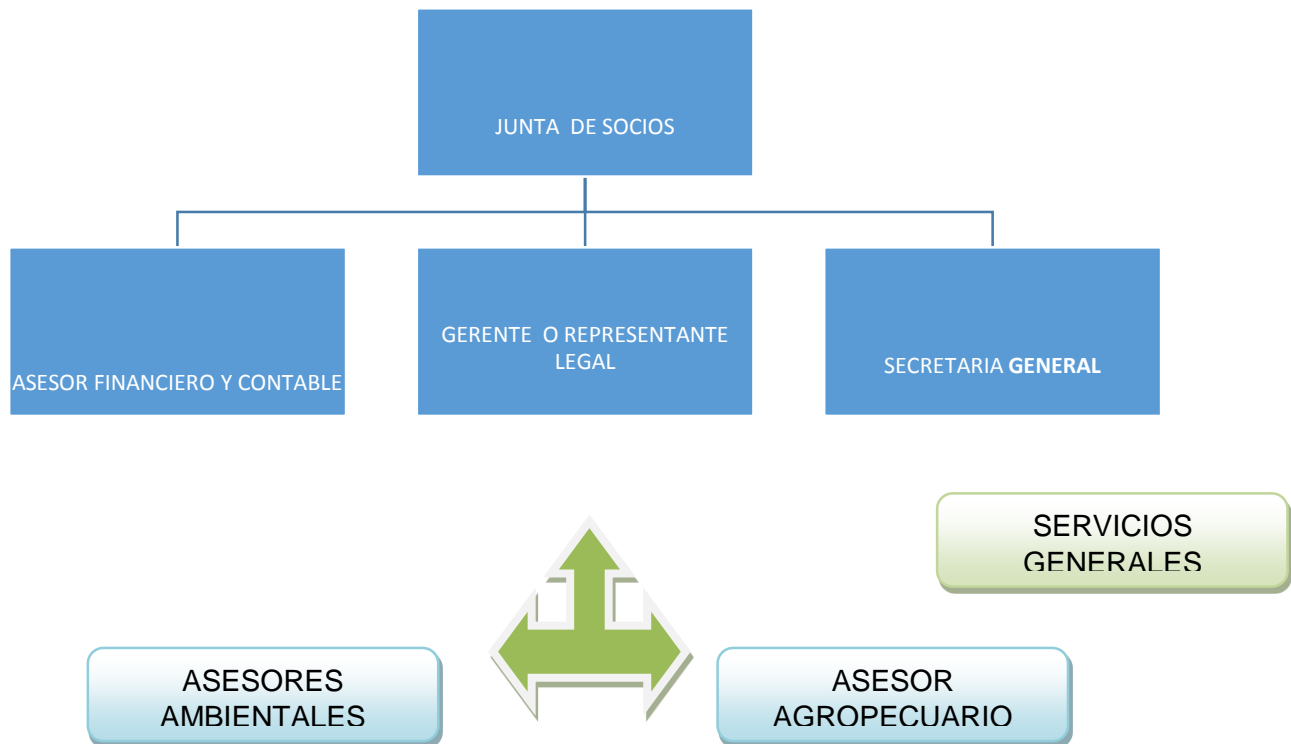 JUNTA DE SOCIOS
ASESOR FINANCIERO Y CONTABLE
GERENTE O REPRESENTANTE
LEGAL
SECRETARIA GENERAL
SERVICIOS
GENERALES
ASESORES
AMBIENTALES
ASESOR
AGROPECUARIO